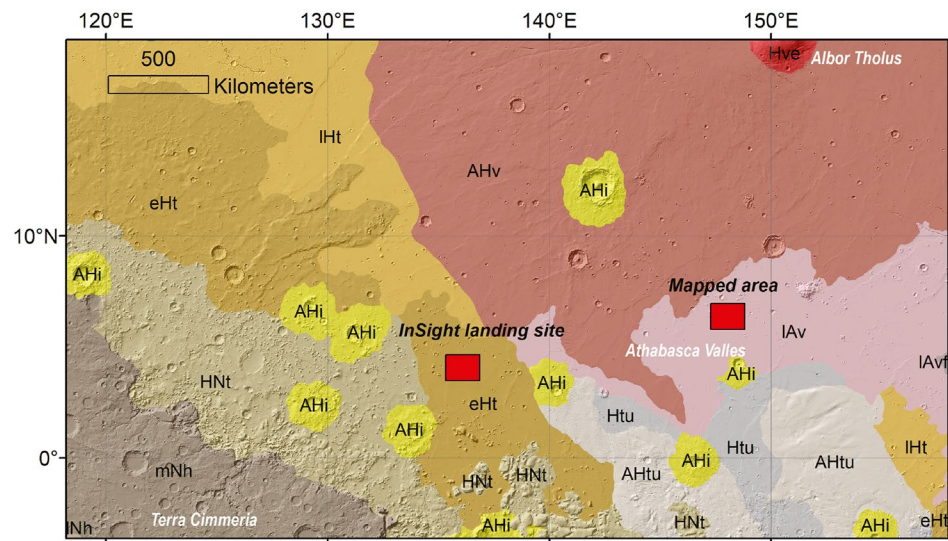 120°E
130°E
140°E
150°E
500
Kilometers
Hve
Albor Tholus
lHt
AHv
AHi
eHt
10°N
AHi
Mapped area
AHi
AHi
InSight landing site
lAv
Athabasca Valles
lAvf
AHi
AHi
HNt
eHt
AHi
Htu
AHi
Htu
lHt
0°
AHi
AHtu
AHtu
mNh
HNt
HNt
Terra Cimmeria
lNh
AHi
HNt
AHi
eHt